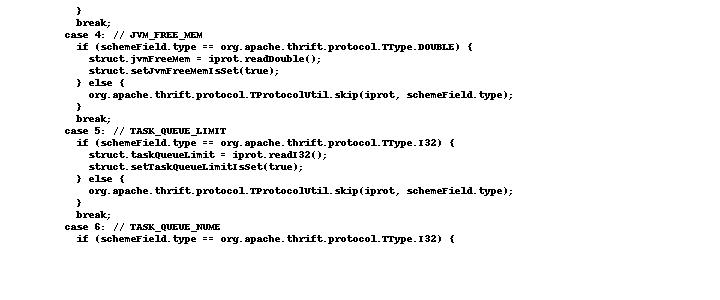 }
break;
case 4: // JVM_FREE_MEM
if (schemeField.type == org.apache.thrift.protocol.TType.DOUBLE) {
struct.jvmFreeMem = iprot.readDouble();
struct.setJvmFreeMemIsSet(true);
} else {
org.apache.thrift.protocol.TProtocolUtil.skip(iprot, schemeField.type);
}
break;
case 5: // TASK_QUEUE_LIMIT
if (schemeField.type == org.apache.thrift.protocol.TType.I32) {
struct.taskQueueLimit = iprot.readI32();
struct.setTaskQueueLimitIsSet(true);
} else {
org.apache.thrift.protocol.TProtocolUtil.skip(iprot, schemeField.type);
}
break;
case 6: // TASK_QUEUE_NUME
if (schemeField.type == org.apache.thrift.protocol.TType.I32) {